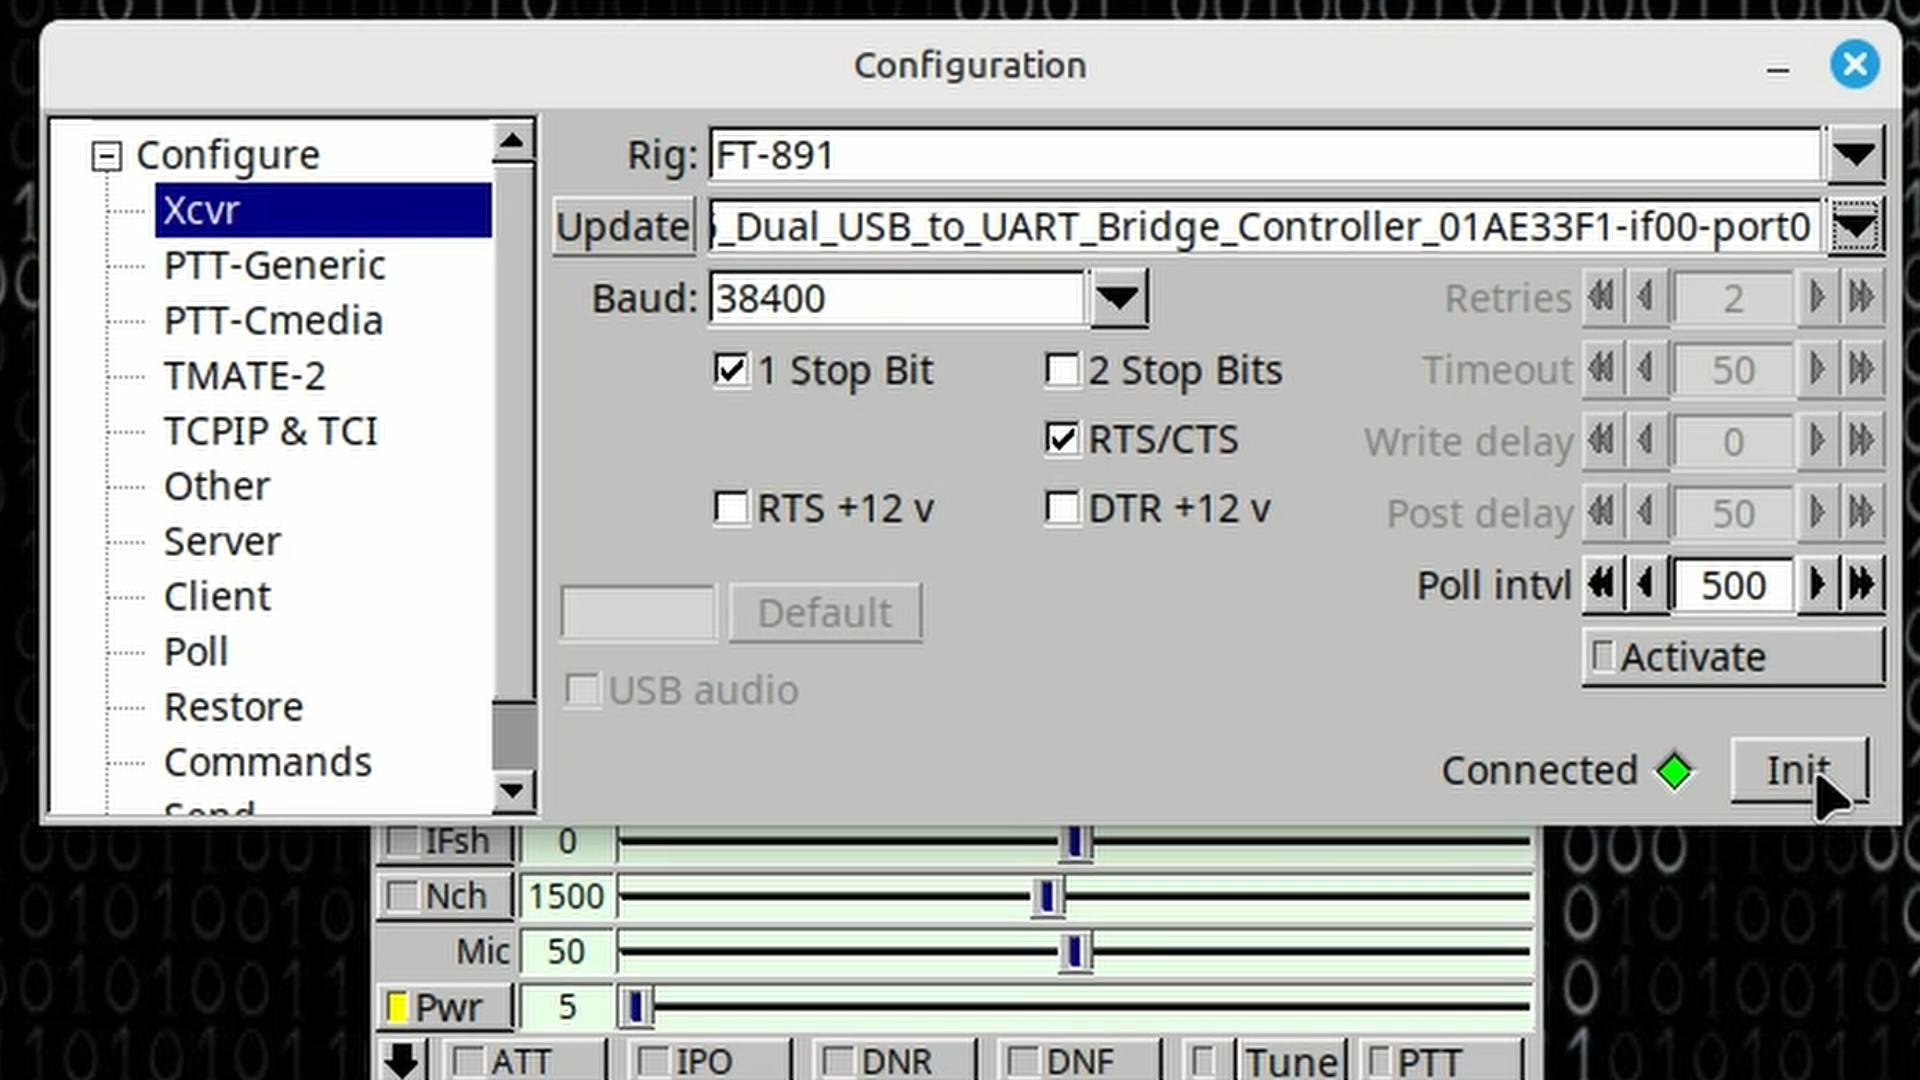 Configuration
Configure
Xcvr
PTT-Generic
PTT-Cmedia
TMATE-2
TCPIP & TCI
Other
Server
Client
Poll
Restore
Commands
Send
Rig: FT-891
Update _Dual_USB_to_UART_Bridge_Controller_01AE33F1-if00-port0
Baud: 38400
Retries 2
1 Stop Bit 2 Stop Bits
Timeout 50
RTS/CTS
Write delay 0
RTS +12 v DTR +12 v
Post delay 50
Poll intvl 500
Default
Activate
USB audio
Connected Init
IFsh 0
Nch 1500
Mic 50
Pwr 5
ATT IPO DNR DNF Tune PTT